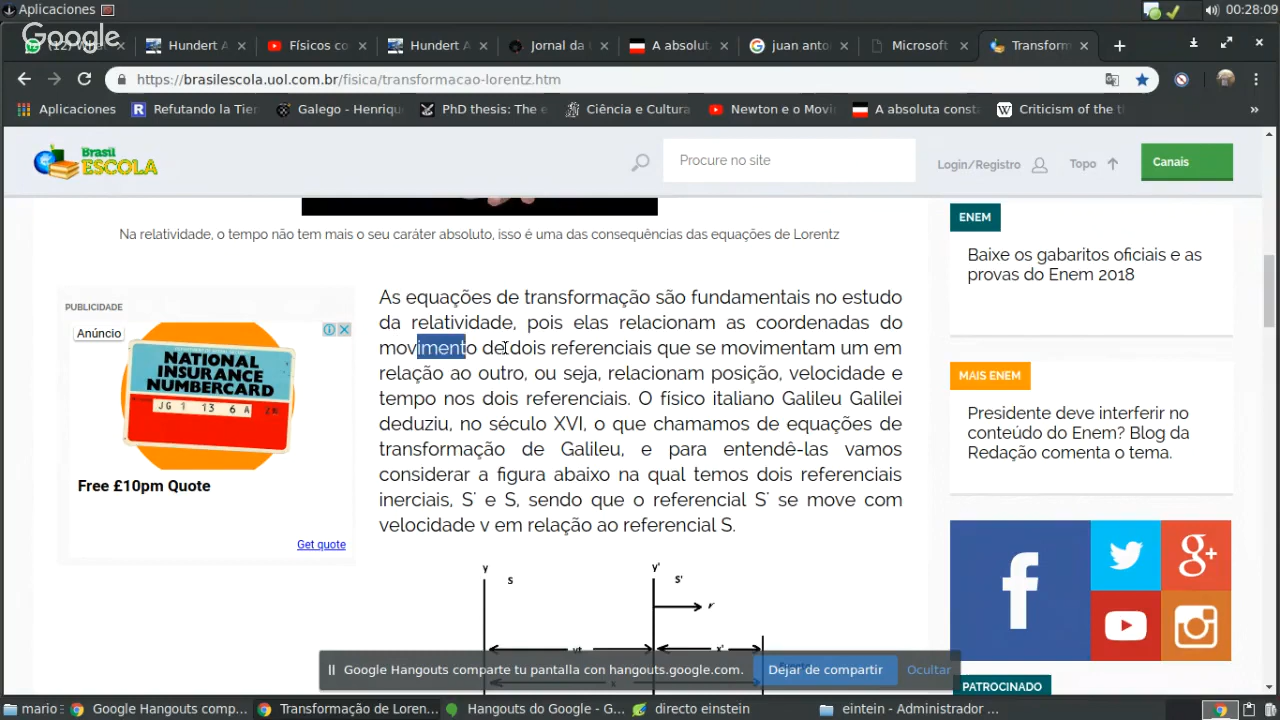 Aplicaciones
00:28:09
Google
Hundert A
Físicos co
Hundert A
Jornal da
A absolut
juan anto
Microsoft
Transform
https://brasilescola.uol.com.br/fisica/transformacao-lorentz.htm
Aplicaciones
Refutando la Tier
Galego - Henriqu
PhD thesis: The e
Ciência e Cultura
Newton e o Movi
A absoluta const
Criticism of the t
»
Brasil
ESCOLA
Procure no site
Login/Registro
Topo
Canais
Na relatividade, o tempo não tem mais o seu caráter absoluto, isso é uma das consequências das equações de Lorentz
PUBLICIDADE
Anúncio
NATIONAL
INSURANCE
NUMBERCARD
JG 1 13 6 A
Free £10pm Quote
Get quote
As equações de transformação são fundamentais no estudo
da relatividade, pois elas relacionam as coordenadas do
movimento de dois referenciais que se movimentam um em
relação ao outro, ou seja, relacionam posição, velocidade e
tempo nos dois referenciais. O físico italiano Galileu Galilei
deduziu, no século XVI, o que chamamos de equações de
transformação de Galileu, e para entendê-las vamos
considerar a figura abaixo na qual temos dois referenciais
inerciais, S' e S, sendo que o referencial S' se move com
velocidade v em relação ao referencial S.
y
S
y'
S'
vt
x'
x
ENEM
Baixe os gabaritos oficiais e as
provas do Enem 2018
MAIS ENEM
Presidente deve interferir no
conteúdo do Enem? Blog da
Redação comenta o tema.
f
g+
PATROCINADO
Google Hangouts comparte tu pantalla con hangouts.google.com.
Dejar de compartir
Ocultar
mario
Google Hangouts comp...
Transformação de Loren...
Hangouts do Google - G...
directo einstein
eintein - Administrador ...